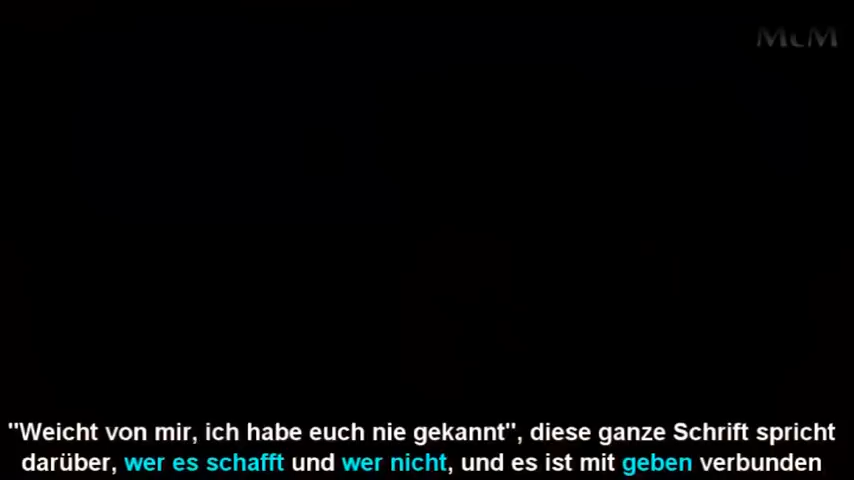 McM
"Weicht von mir, ich habe euch nie gekannt", diese ganze Schrift spricht
darüber, wer es schafft und wer nicht, und es ist mit geben verbunden